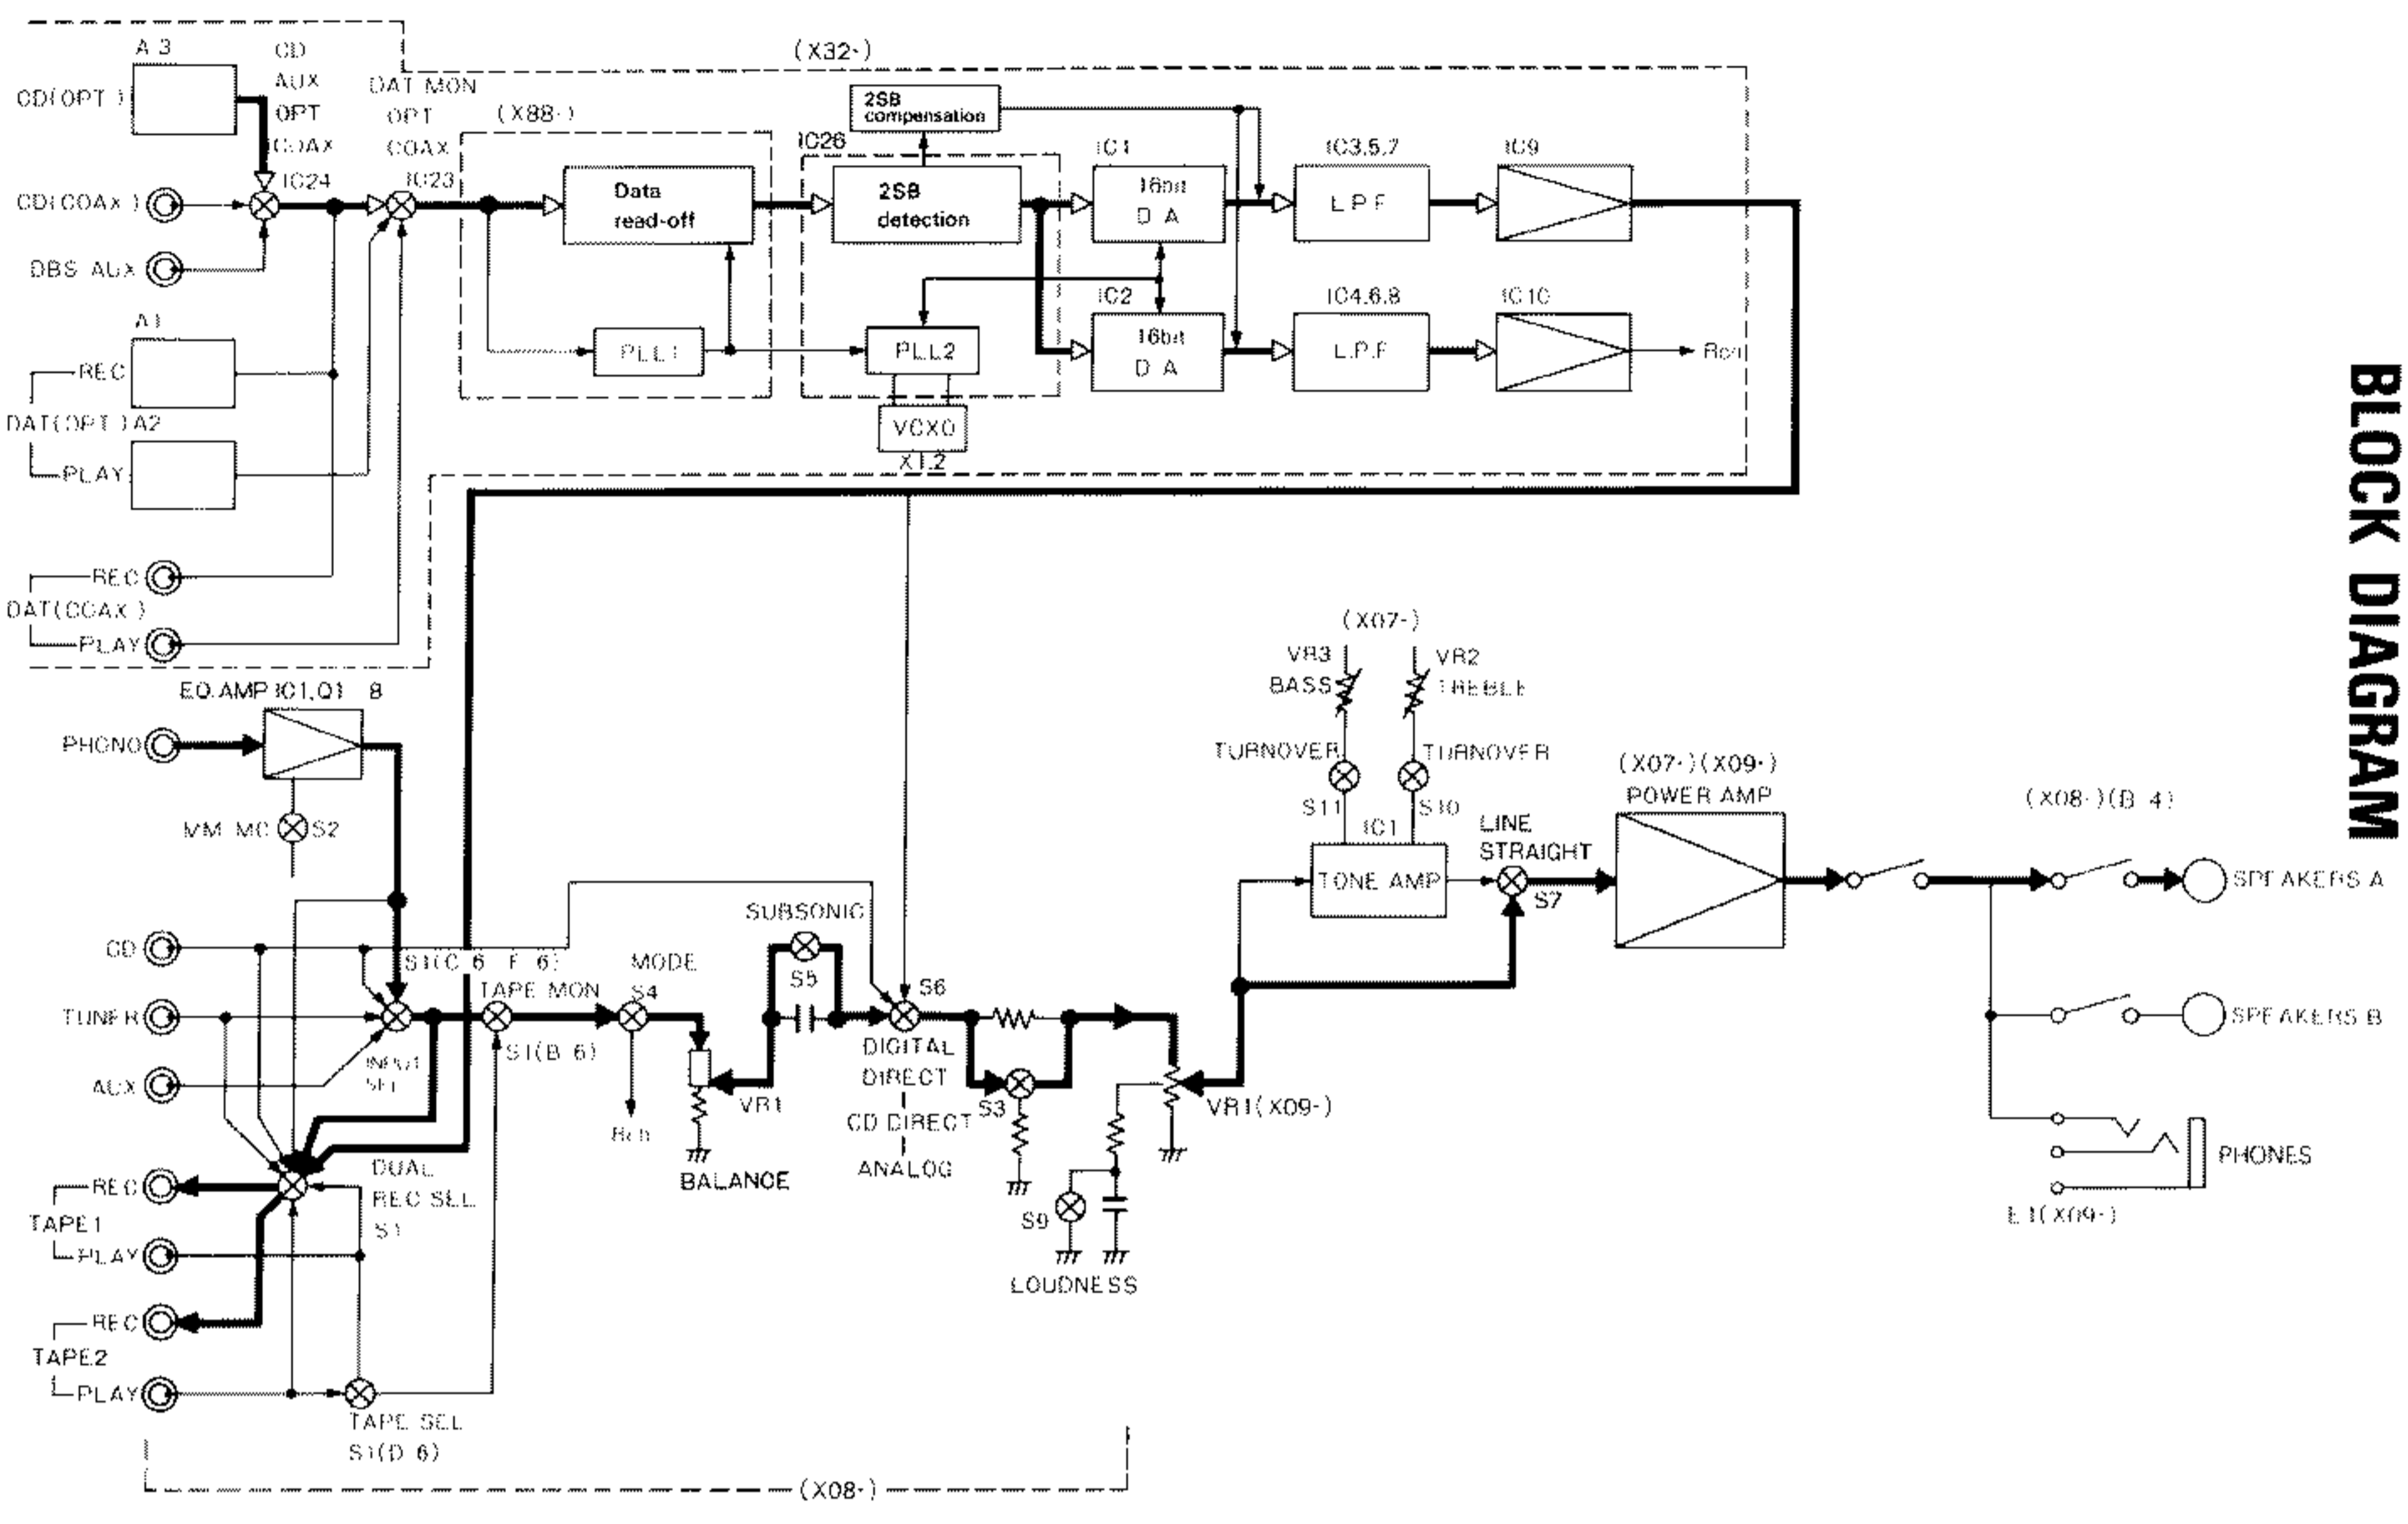 BLOCK DIAGRAM
(X32-)
A3
CD
AUX
OPT
COAX
CD(OPT)
DAT MON
OPT
COAX
(X88-)
IC24
IC23
CD(COAX)
DBS AUX
Data
read-off
PLL1
IC26
2SB
compensation
2SB
detection
PLL2
VCXO
X1.2
IC1
16bit
D A
IC2
16bit
D A
IC3.5.7
L.P.F
IC4.6.8
L.P.F
IC9
IC10
Rch
A1
REC
DAT(OPT) A2
PLAY
REC
DAT(COAX)
PLAY
EQ.AMP IC1,Q1 8
PHONO
MM MC
S2
CD
TUNER
AUX
S1(C 6 F 6)
INPUT
SEL
TAPE MON
S1(B 6)
MODE
S4
Rch
SUBSONIC
S5
VR1
BALANCE
S6
DIGITAL
DIRECT
CD DIRECT
ANALOG
S3
S9
LOUDNESS
VR1(X09-)
(X07-)
VR3
BASS
VR2
TREBLE
TURNOVER
TURNOVER
S11
S10
IC1
TONE AMP
LINE
STRAIGHT
S7
(X07-)(X09-)
POWER AMP
(X08-)(B 4)
SPEAKERS A
SPEAKERS B
PHONES
E1(X09-)
DUAL
REC SEL
S1
REC
TAPE1
PLAY
REC
TAPE2
PLAY
TAPE SEL
S1(D 6)
(X08-)